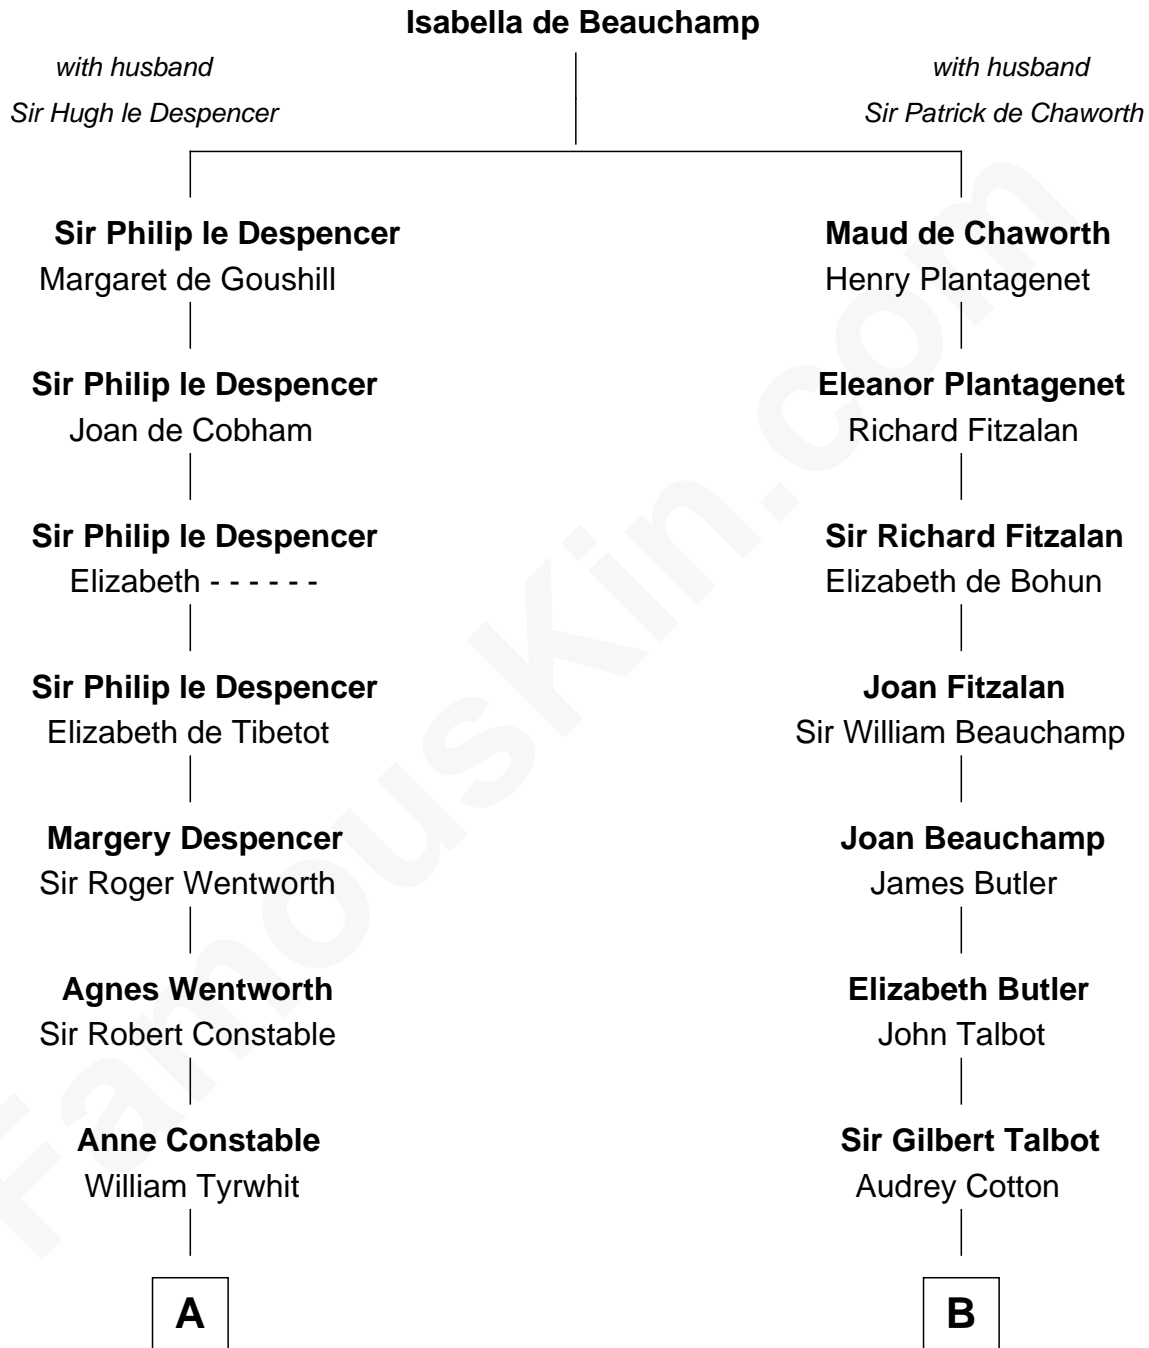 Isabella de Beauchamp
with husband
Sir Hugh le Despencer
with husband
Sir Patrick de Chaworth
Sir Philip le Despencer
Margaret de Goushill
Maud de Chaworth
Henry Plantagenet
Sir Philip le Despencer
Joan de Cobham
Eleanor Plantagenet
Richard Fitzalan
Sir Philip le Despencer
Elizabeth - - - - - -
Sir Richard Fitzalan
Elizabeth de Bohun
Sir Philip le Despencer
Elizabeth de Tibetot
Joan Fitzalan
Sir William Beauchamp
Margery Despencer
Sir Roger Wentworth
Joan Beauchamp
James Butler
Agnes Wentworth
Sir Robert Constable
Elizabeth Butler
John Talbot
Anne Constable
William Tyrwhit
Sir Gilbert Talbot
Audrey Cotton
A
B
FamousKin.com